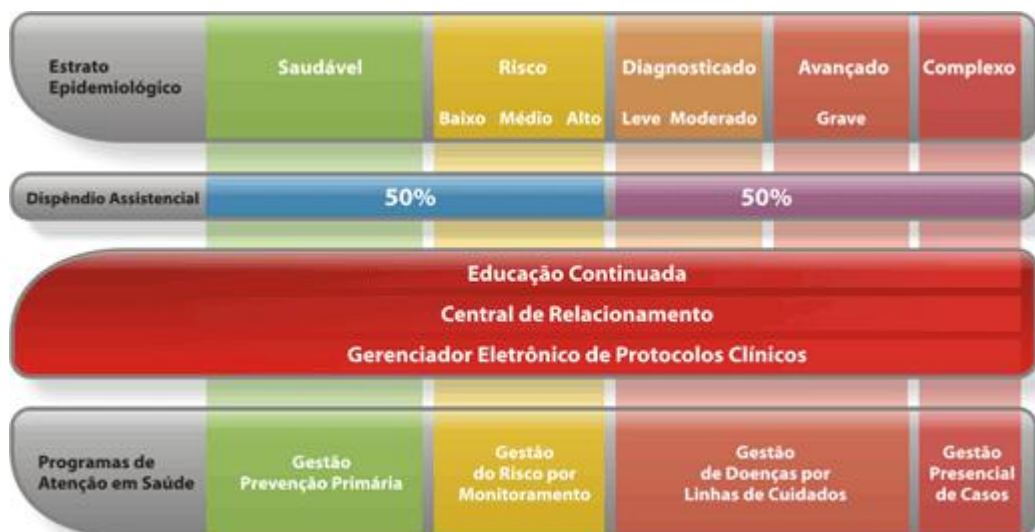 Estrato
Epidemiológico
Saudável
Risco
Baixo Médio Alto
Diagnosticado
Leve Moderado
Avançado
Grave
Complexo
Dispêndio Assistencial
50%
50%
Educação Continuada
Central de Relacionamento
Gerenciador Eletrônico de Protocolos Clínicos
Programas de
Atenção em Saúde
Gestão
Prevenção Primária
Gestão
do Risco por
Monitoramento
Gestão
de Doenças por
Linhas de Cuidados
Gestão
Presencial
de Casos